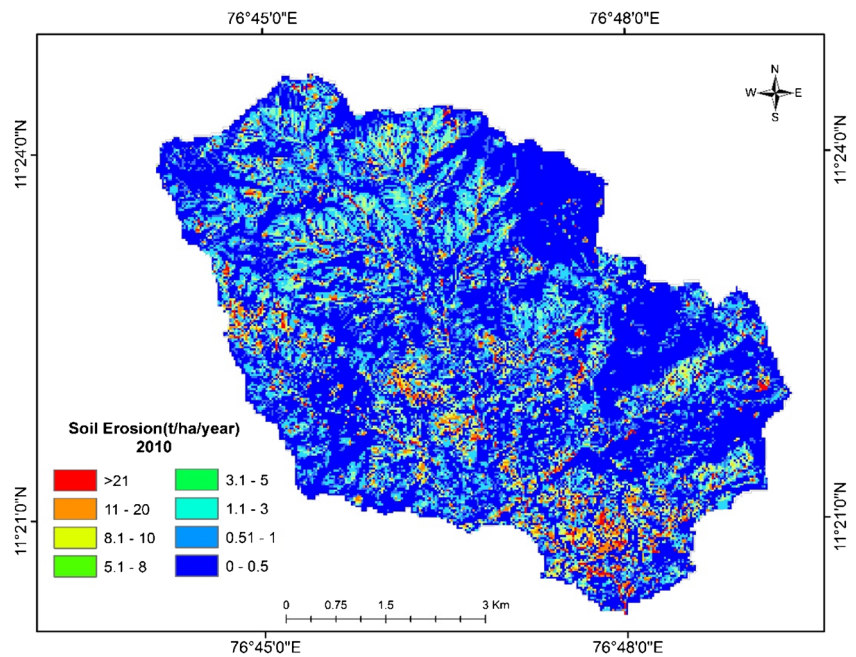 76°45'0"E 76°48'0"E
N
W E
S
11°24'0"N 11°24'0"N
Soil Erosion(t/ha/year)
2010
>21 3.1 - 5
11 - 20 1.1 - 3
8.1 - 10 0.51 - 1
5.1 - 8 0 - 0.5
11°21'0"N 11°21'0"N
0 0.75 1.5 3 Km
76°45'0"E 76°48'0"E